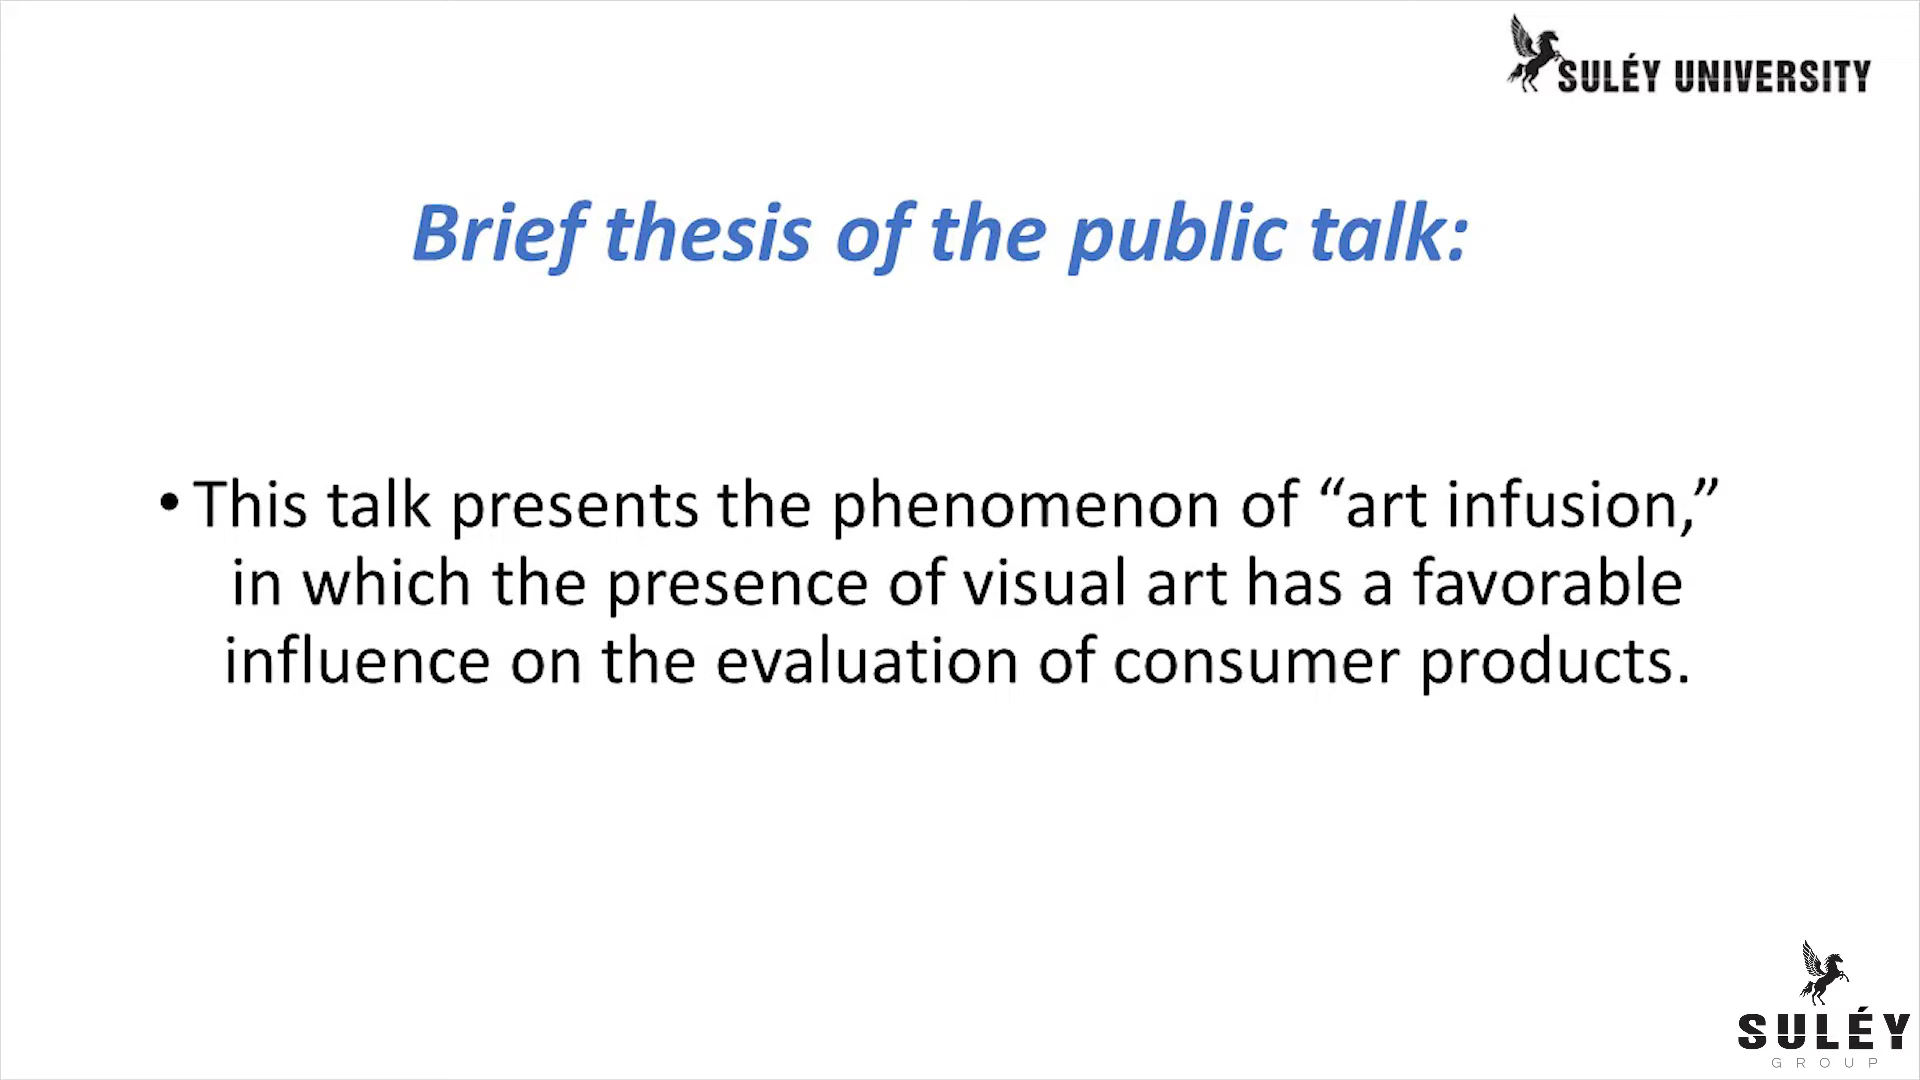 SULÉY UNIVERSITY
Brief thesis of the public talk:
• This talk presents the phenomenon of “art infusion,”
in which the presence of visual art has a favorable
influence on the evaluation of consumer products.
SULÉY
GROUP